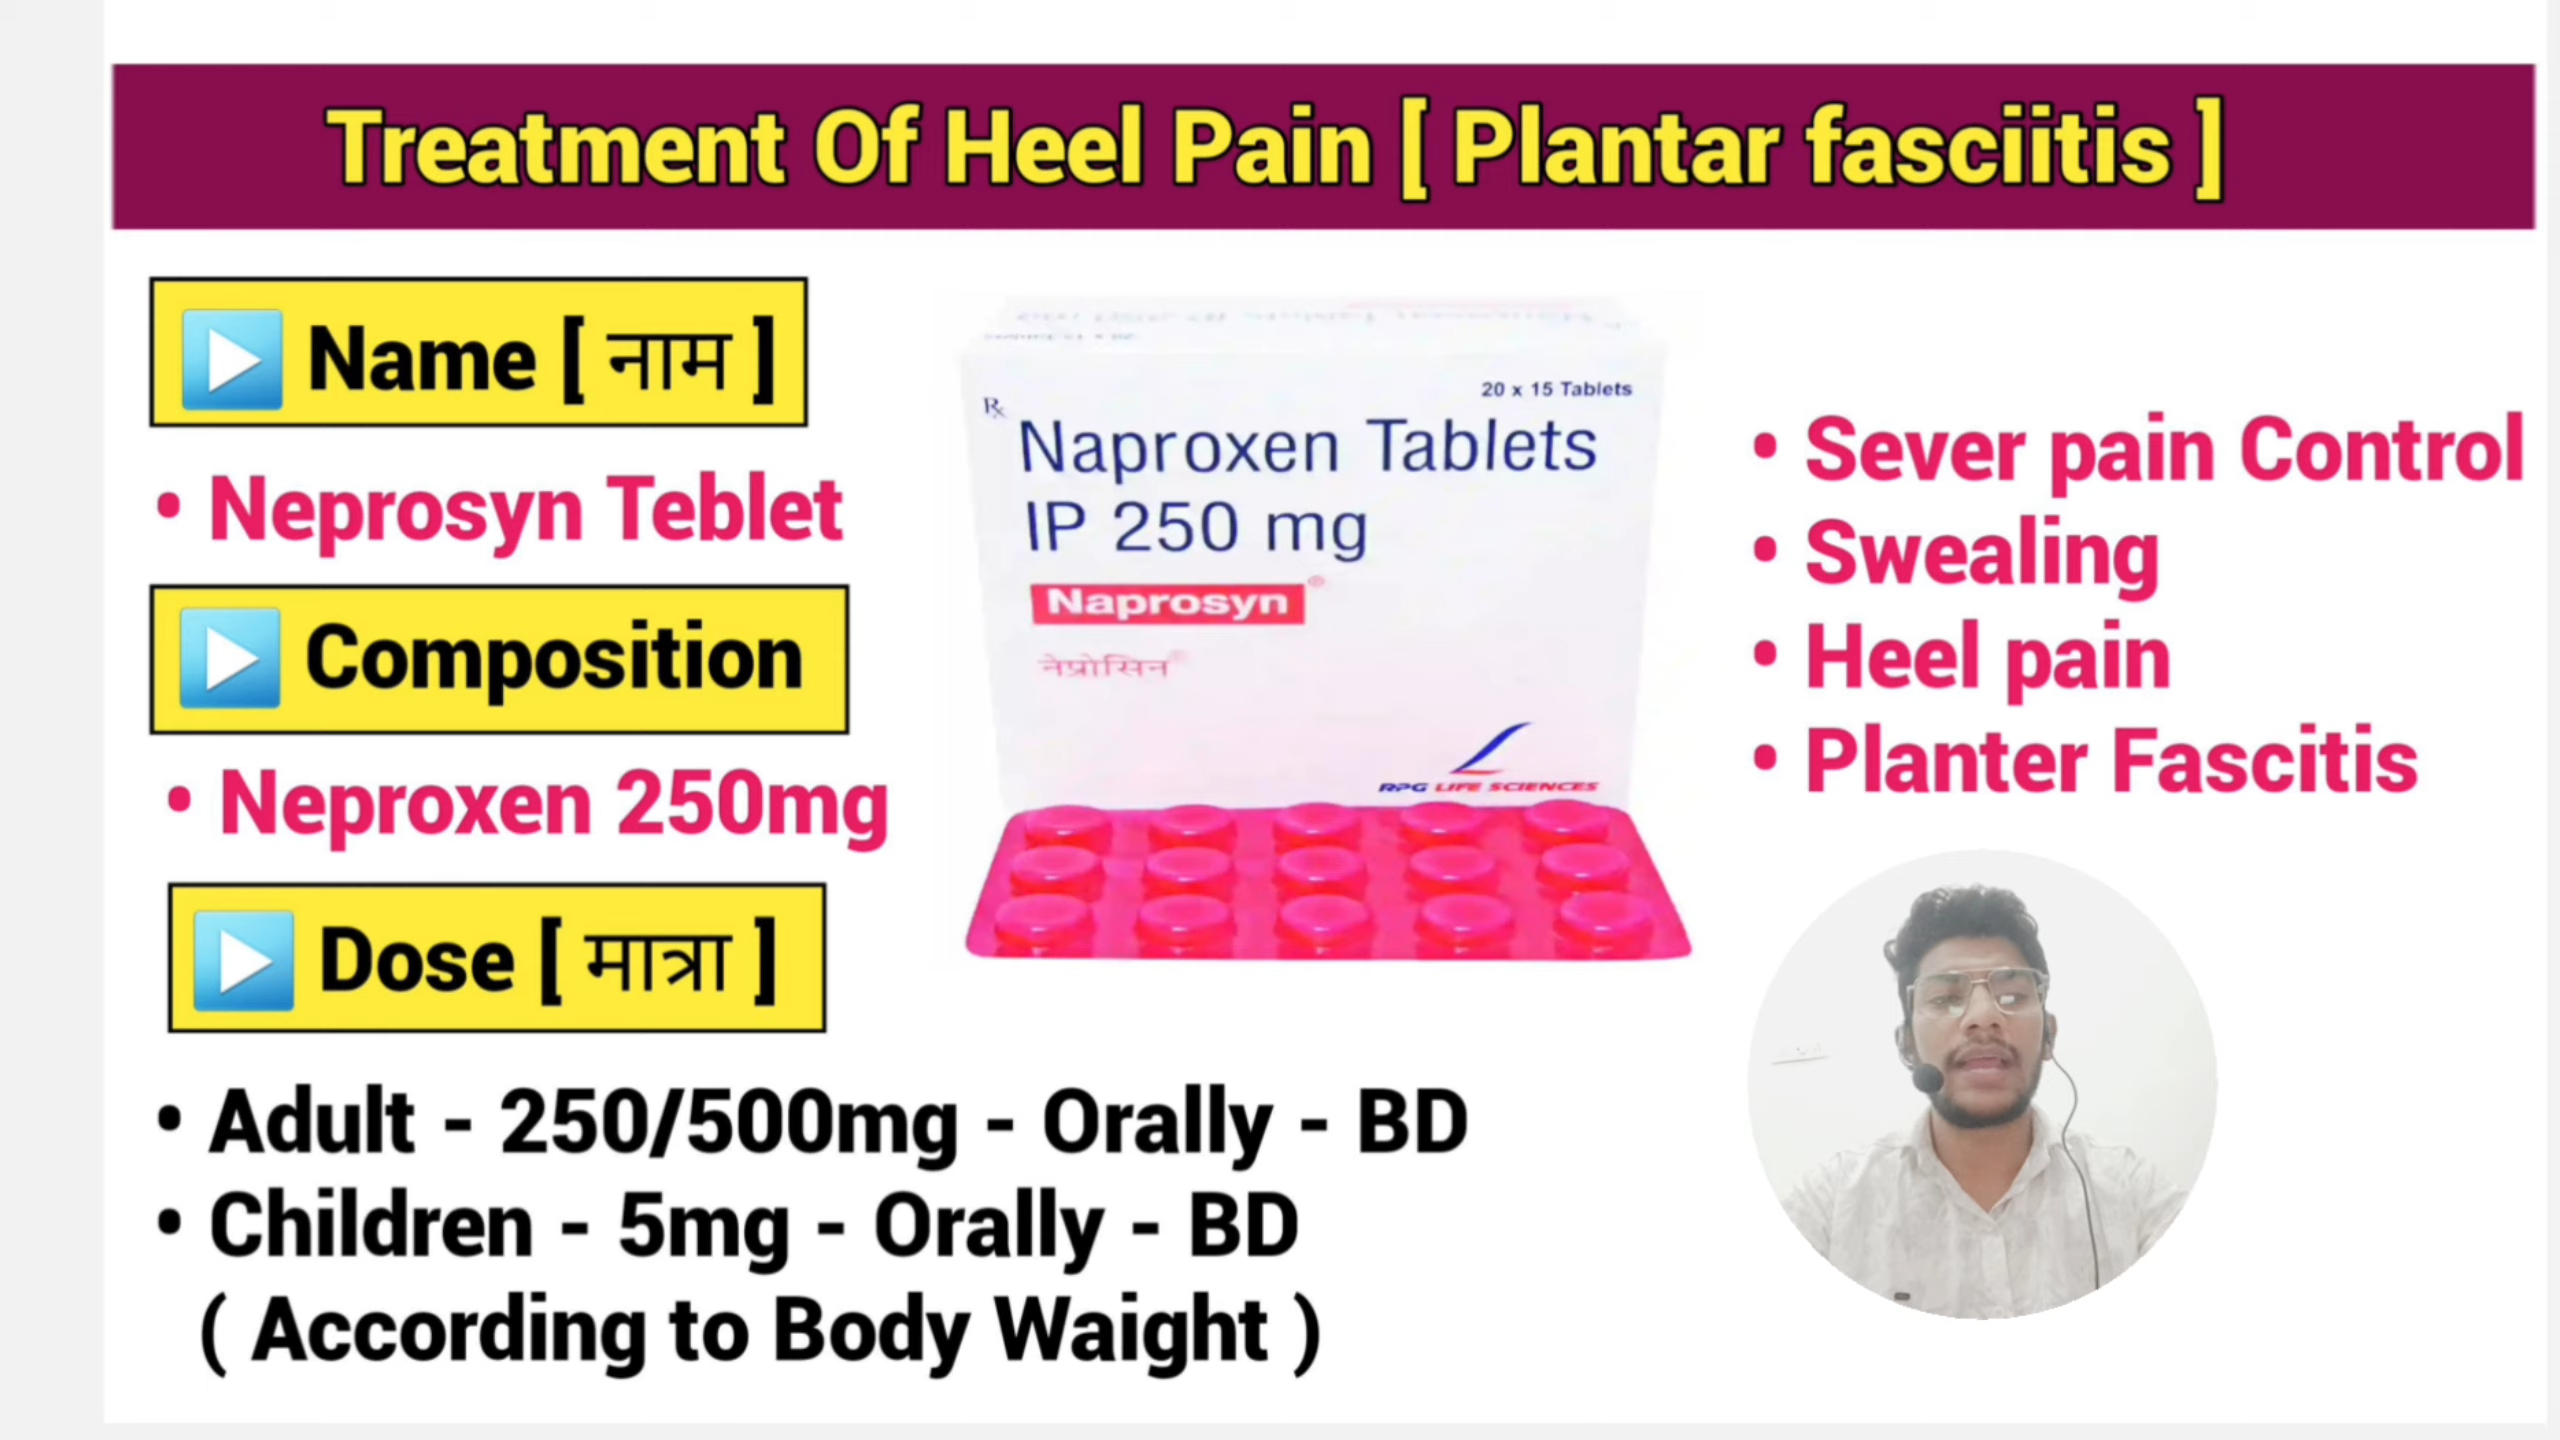 Treatment Of Heel Pain [ Plantar fasciitis ]
Name [ नाम ]
• Neprosyn Teblet
Composition
• Neproxen 250mg
Dose [ मात्रा ]
• Adult - 250/500mg - Orally - BD
• Children - 5mg - Orally - BD
( According to Body Waight )
20 x 15 Tablets
Rx
Naproxen Tablets
IP 250 mg
Naprosyn®
नेप्रोसिन®
RPG LIFE SCIENCES
• Sever pain Control
• Swealing
• Heel pain
• Planter Fascitis